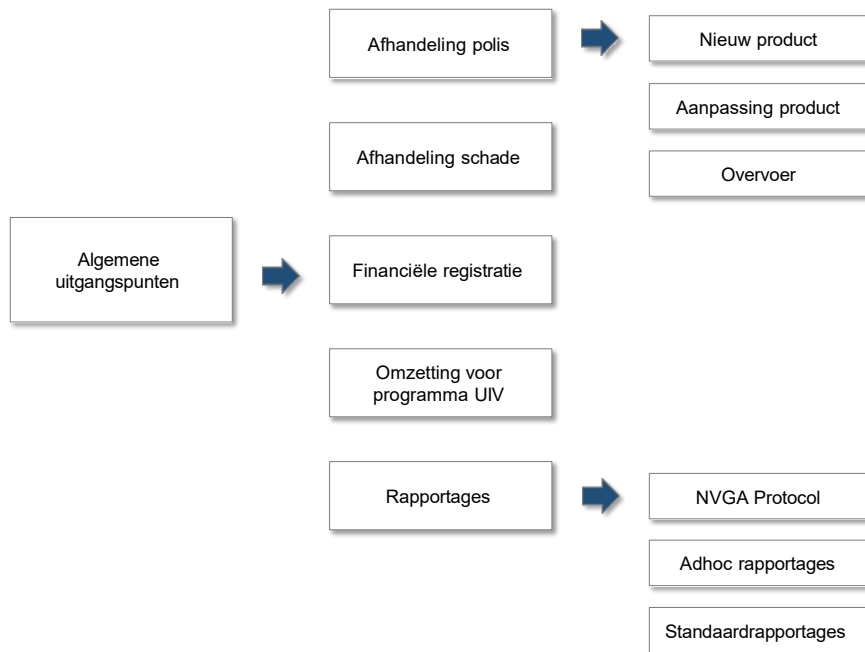 Afhandeling polis
Nieuw product
Aanpassing product
Afhandeling schade
Overvoer
Algemene
uitgangspunten
Financiële registratie
Omzetting voor
programma UIV
Rapportages
NVGA Protocol
Adhoc rapportages
Standaardrapportages